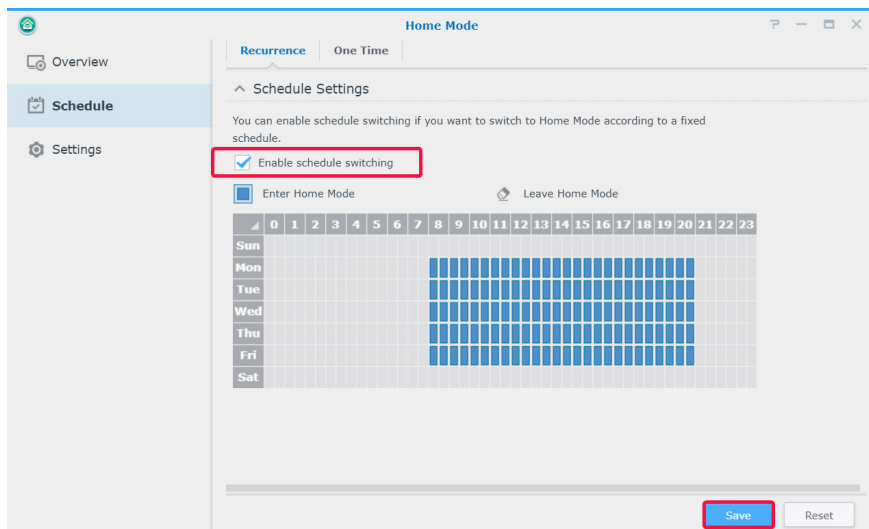 Home Mode
Overview
Schedule
Settings
Recurrence One Time
Schedule Settings
You can enable schedule switching if you want to switch to Home Mode according to a fixed
schedule.
Enable schedule switching
Enter Home Mode Leave Home Mode
0 1 2 3 4 5 6 7 8 9 10 11 12 13 14 15 16 17 18 19 20 21 22 23
Sun
Mon
Tue
Wed
Thu
Fri
Sat
Save Reset